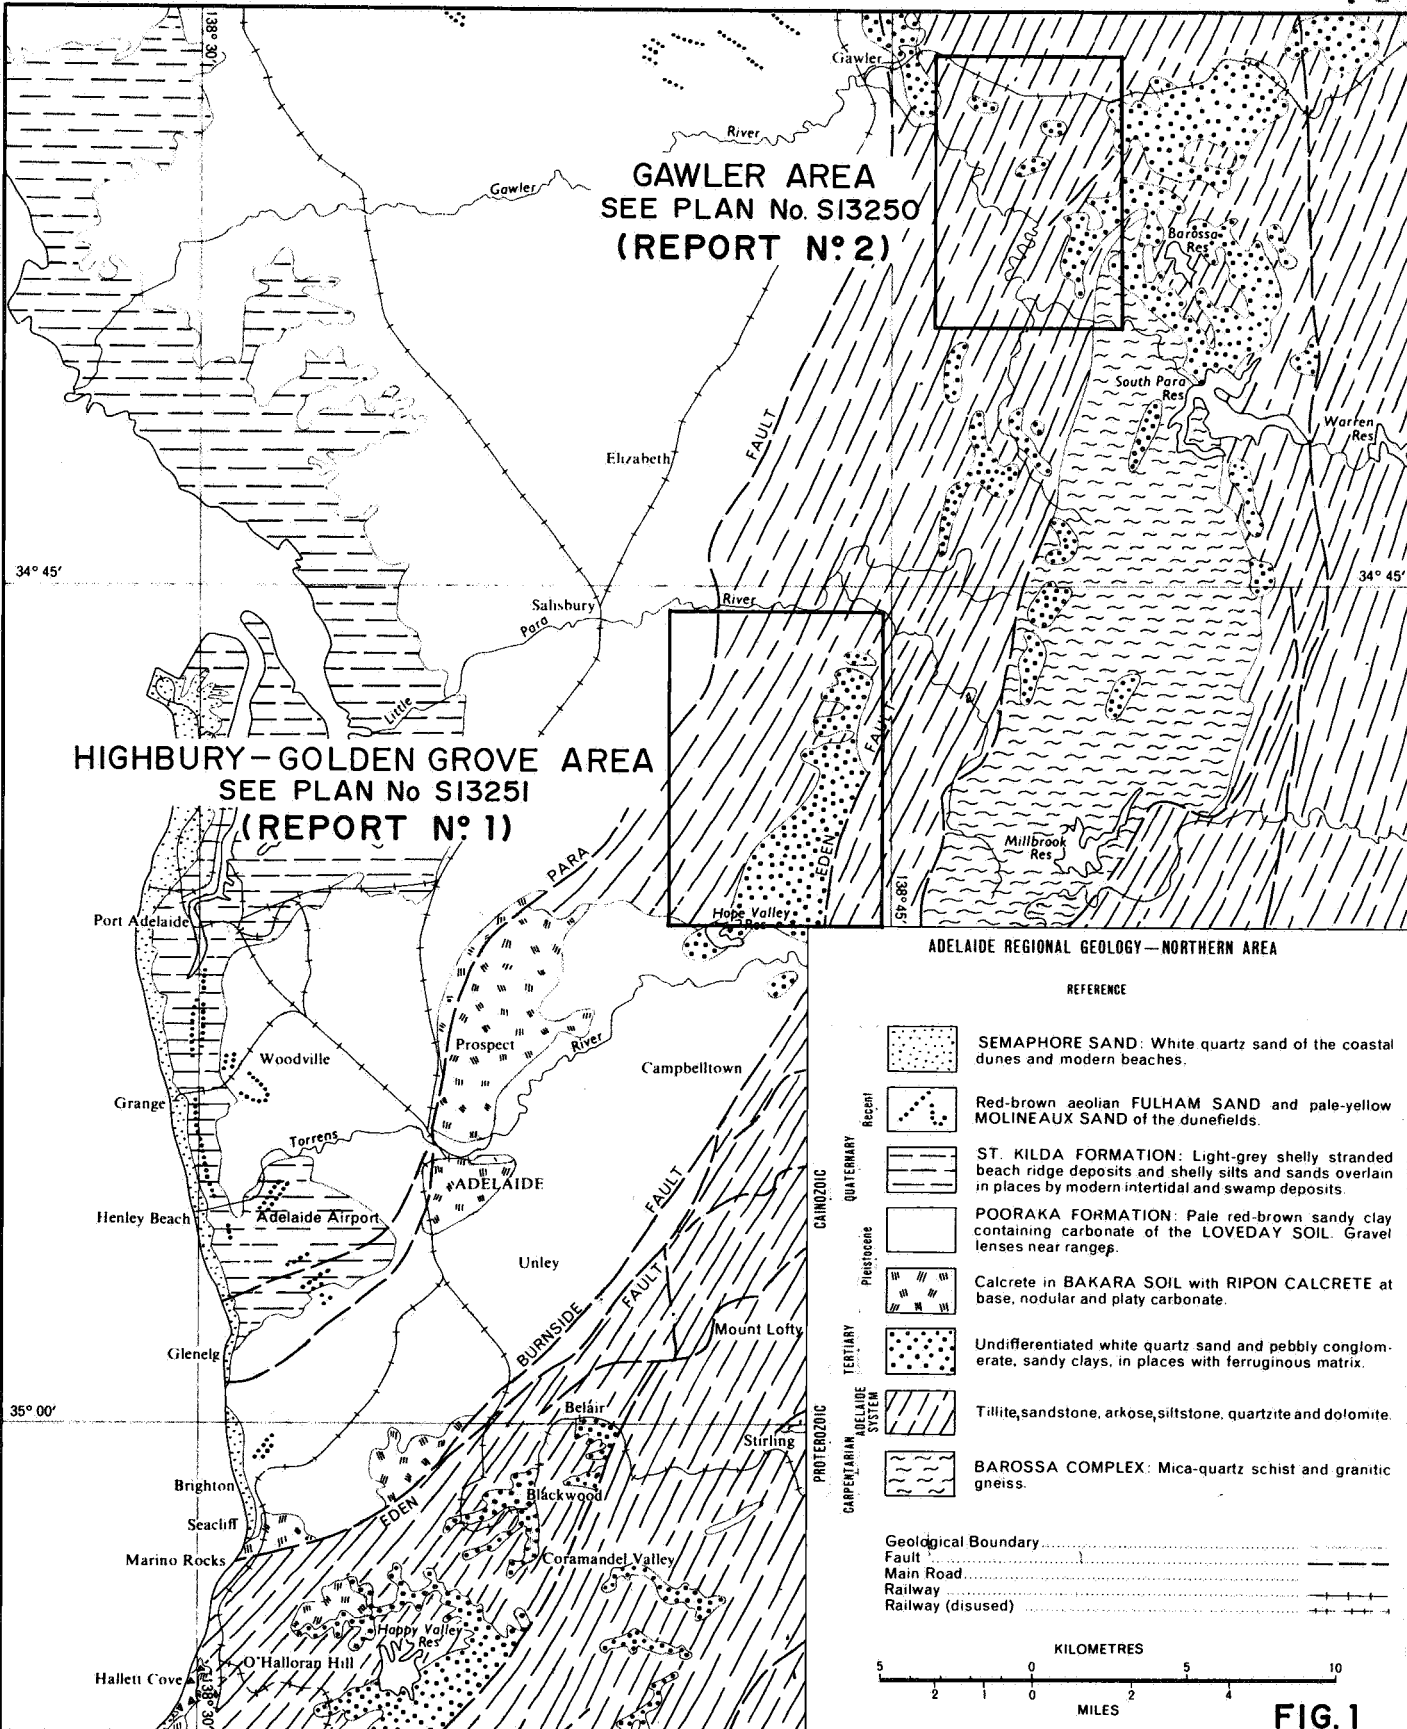 138° 30'
Gawler
River
GAWLER AREA
SEE PLAN No. S13250
(REPORT Nº 2)
Gawler
Barossa
Res
South Para
Res
Warren
Res
Elizabeth
FAULT
34° 45'
34° 45'
Salisbury
River
Para
Little
FAULT
HIGHBURY-GOLDEN GROVE AREA
SEE PLAN No S13251
(REPORT Nº 1)
EDEN
Millbrook
Res
PARA
138° 45'
Hope Valley
Res
Port Adelaide
Prospect
River
Woodville
Campbelltown
Grange
Torrens
ADELAIDE
FAULT
Henley Beach
Adelaide Airport
Unley
FAULT
BURNSIDE
Mount Lofty
Glenelg
35° 00'
Belair
Stirling
Brighton
Blackwood
EDEN
Seacliff
Marino Rocks
Coramandel Valley
Happy Valley
Res
O'Halloran Hill
Hallett Cove
138° 30'
ADELAIDE REGIONAL GEOLOGY—NORTHERN AREA
REFERENCE
CAINOZOIC
QUATERNARY
Recent
SEMAPHORE SAND: White quartz sand of the coastal
dunes and modern beaches.
Red-brown aeolian FULHAM SAND and pale-yellow
MOLINEAUX SAND of the dunefields.
ST. KILDA FORMATION: Light-grey shelly stranded
beach ridge deposits and shelly silts and sands overlain
in places by modern intertidal and swamp deposits.
Pleistocene
POORAKA FORMATION: Pale red-brown sandy clay
containing carbonate of the LOVEDAY SOIL. Gravel
lenses near ranges.
Calcrete in BAKARA SOIL with RIPON CALCRETE at
base, nodular and platy carbonate.
TERTIARY
Undifferentiated white quartz sand and pebbly conglom-
erate, sandy clays, in places with ferruginous matrix.
PROTEROZOIC
ADELAIDE
SYSTEM
Tillite, sandstone, arkose, siltstone, quartzite and dolomite.
CARPENTARIAN
BAROSSA COMPLEX: Mica-quartz schist and granitic
gneiss.
Geological Boundary
Fault
Main Road
Railway
Railway (disused)
KILOMETRES
5 0 5 10
2 1 0 2 4
MILES
FIG. 1